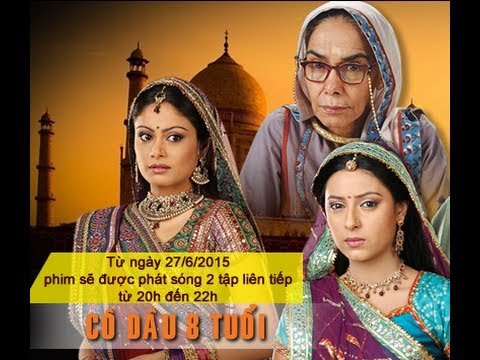 Từ ngày 27/6/2015
phim sẽ được phát sóng 2 tập liên tiếp
từ 20h đến 22h
CÔ DÂU 8 TUỔI